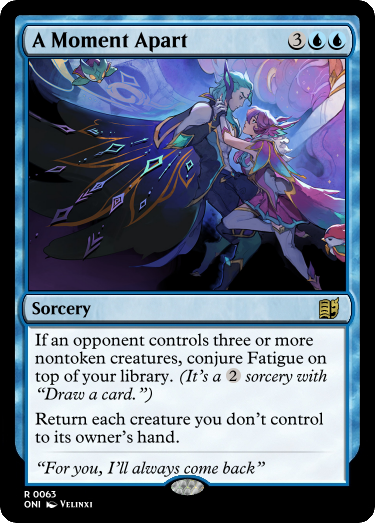 A Moment Apart 3
Sorcery
If an opponent controls three or more
nontoken creatures, conjure Fatigue on
top of your library. (It's a 2 sorcery with
“Draw a card.”)
Return each creature you don't control
to its owner's hand.
“For you, I'll always come back”
R 0063
ONI Velinxi